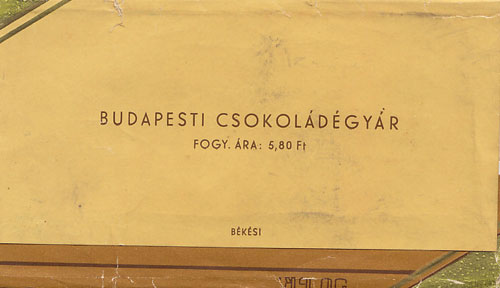 BUDAPESTI CSOKOLÁDÉGYÁR
FOGY. ÁRA: 5,80 Ft
BÉKÉSI